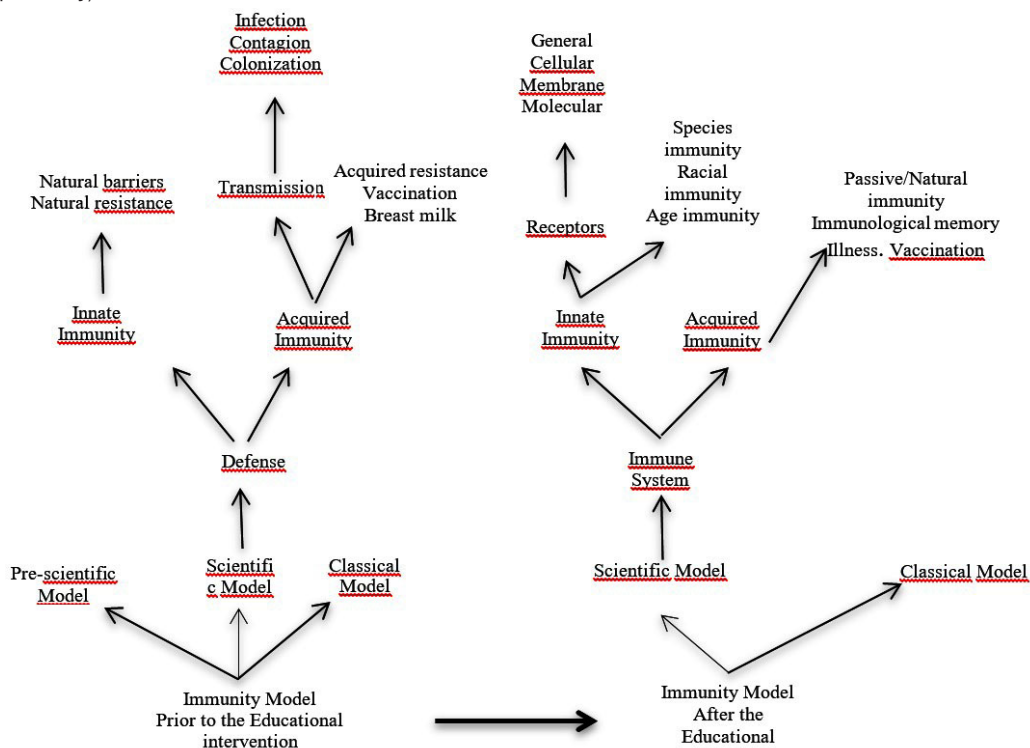 Infection
Contagion
Colonization
General
Cellular
Membrane
Molecular
Species
immunity
Racial
immunity
Age immunity
Natural barriers
Natural resistance
Transmission
Acquired resistance
Vaccination
Breast milk
Receptors
Passive/Natural
immunity
Immunological memory
Illness. Vaccination
Innate
Immunity
Acquired
Immunity
Innate
Immunity
Acquired
Immunity
Defense
Immune
System
Pre-scientific
Model
Scientifi
c Model
Classical
Model
Scientific Model
Classical Model
Immunity Model
Prior to the Educational
intervention
Immunity Model
After the
Educational